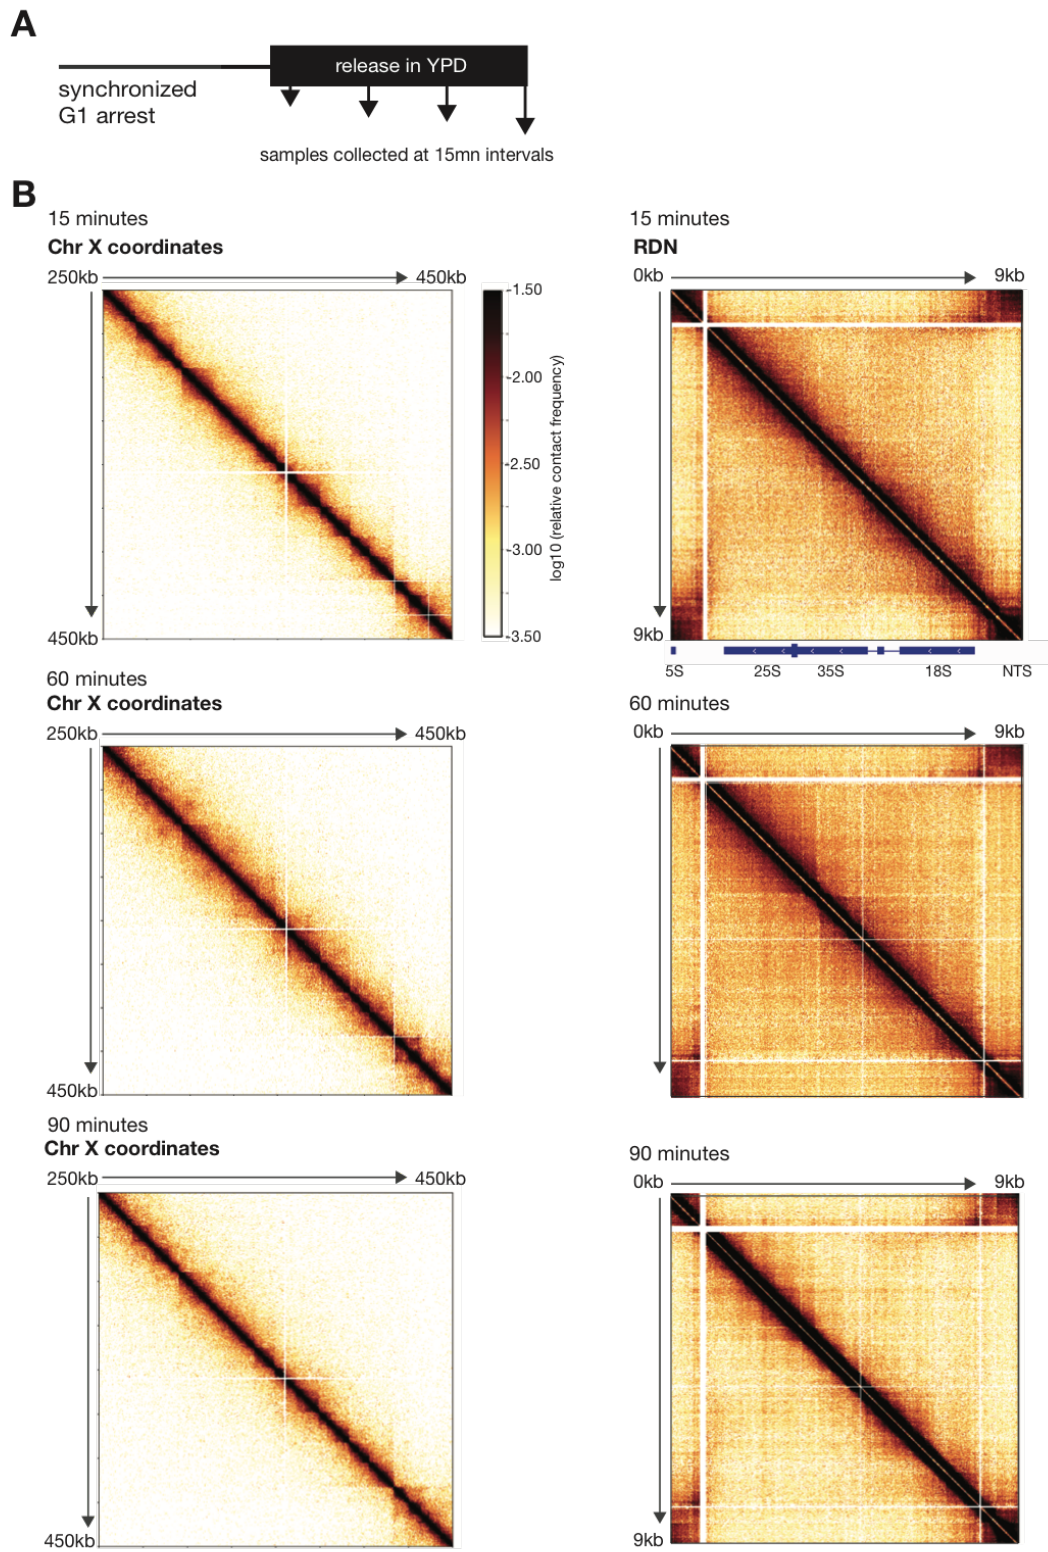 A
release in YPD
synchronized
G1 arrest
samples collected at 15mn intervals
B
15 minutes
Chr X coordinates
250kb
450kb
450kb
-1.50
-2.00
-2.50
-3.00
-3.50
log10 (relative contact frequency)
15 minutes
RDN
0kb
9kb
9kb
5S
25S
35S
18S
NTS
60 minutes
Chr X coordinates
250kb
450kb
450kb
60 minutes
0kb
9kb
90 minutes
Chr X coordinates
250kb
450kb
450kb
90 minutes
0kb
9kb
9kb